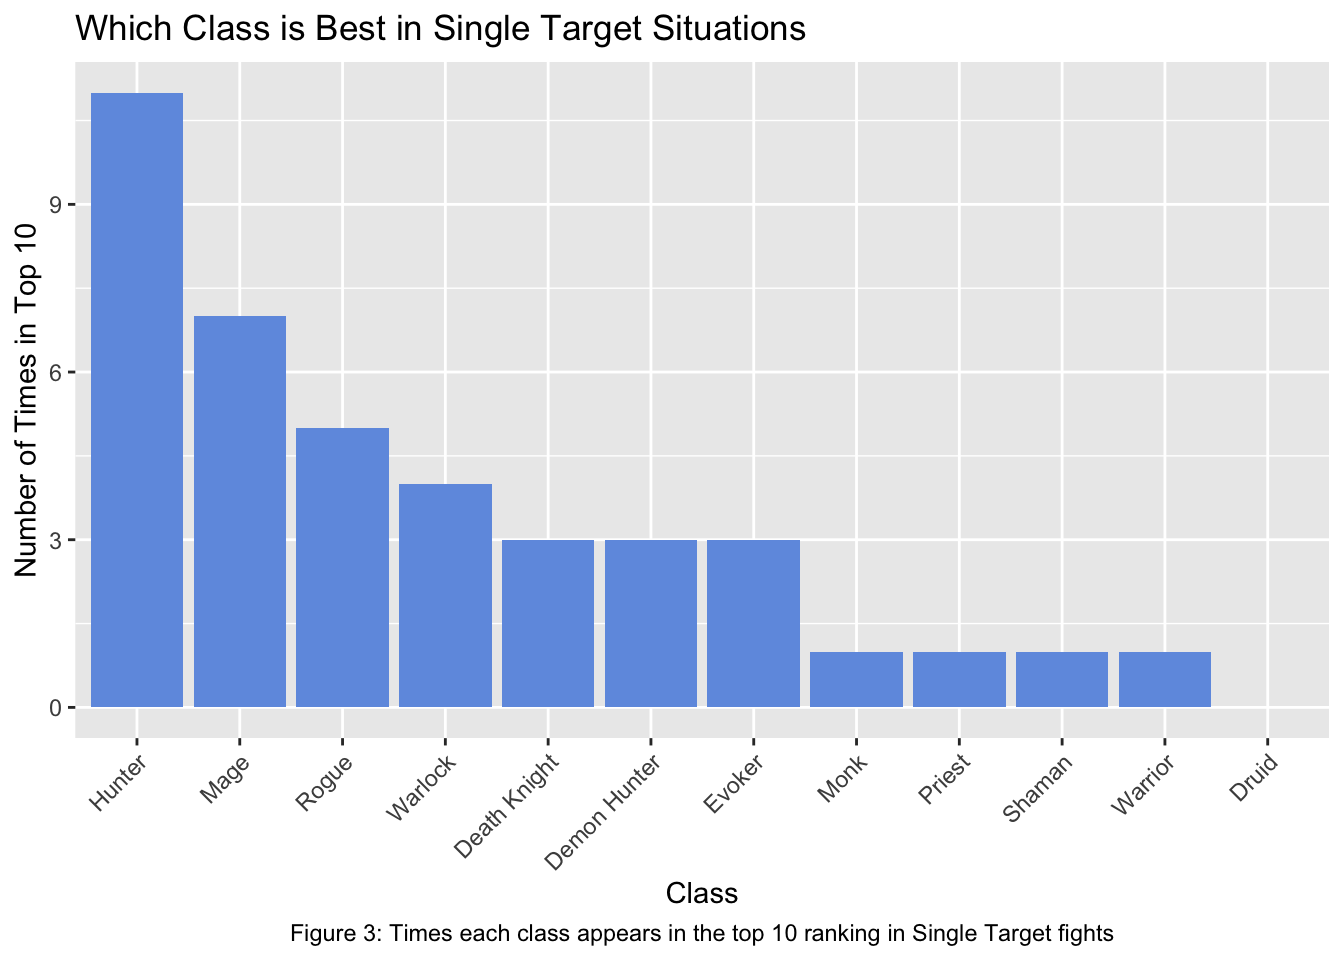 Which Class is Best in Single Target Situations
Number of Times in Top 10
9
6
3
0
Hunter
Mage
Rogue
Warlock
Death Knight
Demon Hunter
Evoker
Monk
Priest
Shaman
Warrior
Druid
Class
Figure 3: Times each class appears in the top 10 ranking in Single Target fights